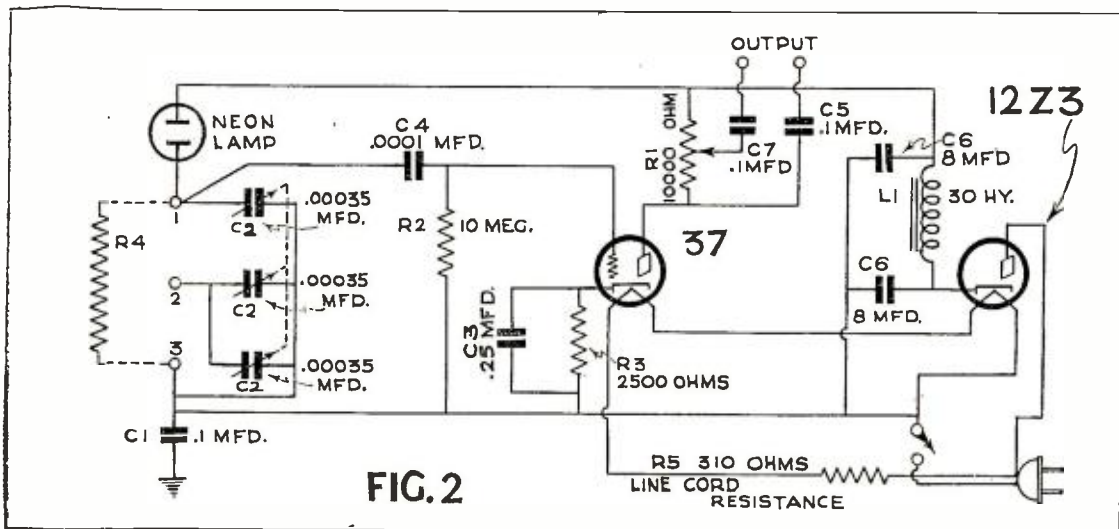 OUTPUT
NEON
LAMP
C4
.0001 MFD.
R1
10000 OHM
C7
.1MFD.
C5
.1MFD.
12Z3
C6
8 MFD
L1
30 HY.
1
C2
.00035
MFD.
R4
R2
10 MEG.
37
2
C2
.00035
MFD.
C6
8 MFD.
C3
.25 MFD.
R3
2500 OHMS
3
C2
.00035
MFD.
C1
.1 MFD.
FIG. 2
R5 310 OHMS
LINE CORD
RESISTANCE